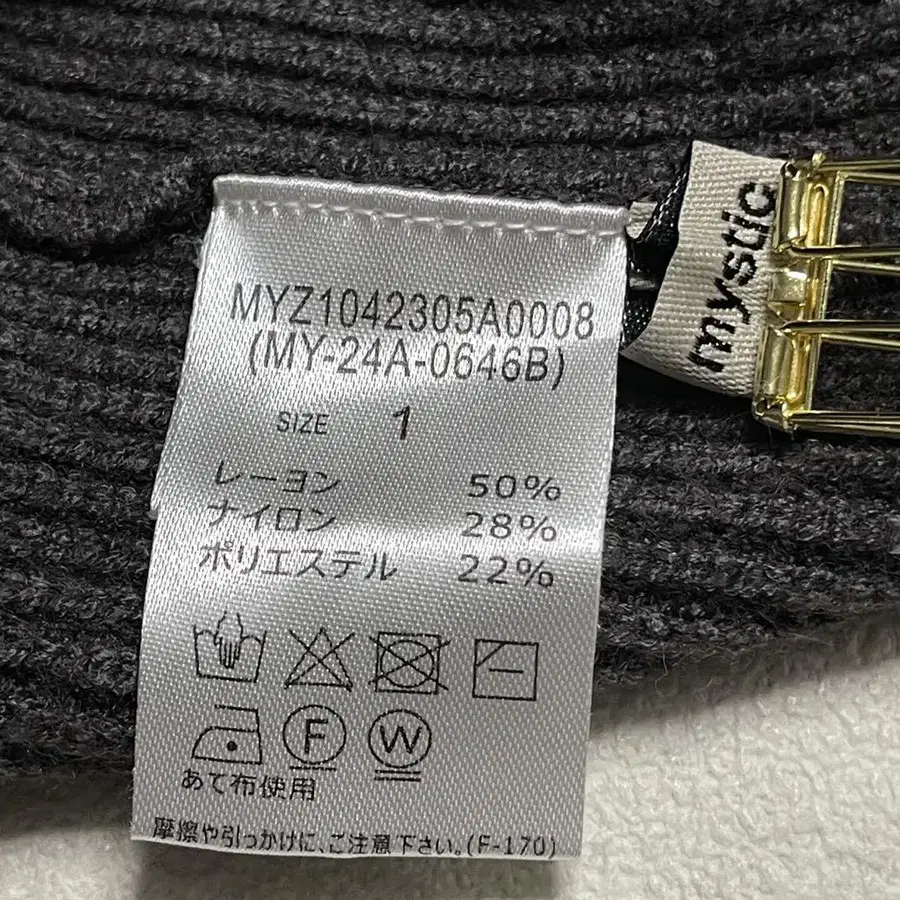 MYZ1042305A0008
(MY-24A-0646B)
SIZE 1
レーヨン 50%
ナイロン 28%
ポリエステル 22%
F W
あて布使用
摩擦や引っかけに、ご注意下さい。(F-170)
mystic